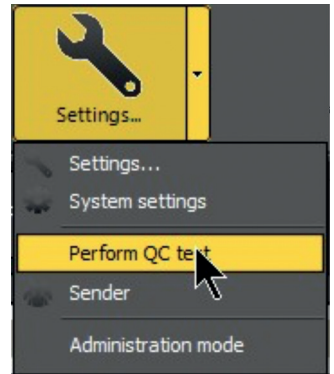 Settings...
Settings...
System settings
Perform QC test
Sender
Administration mode